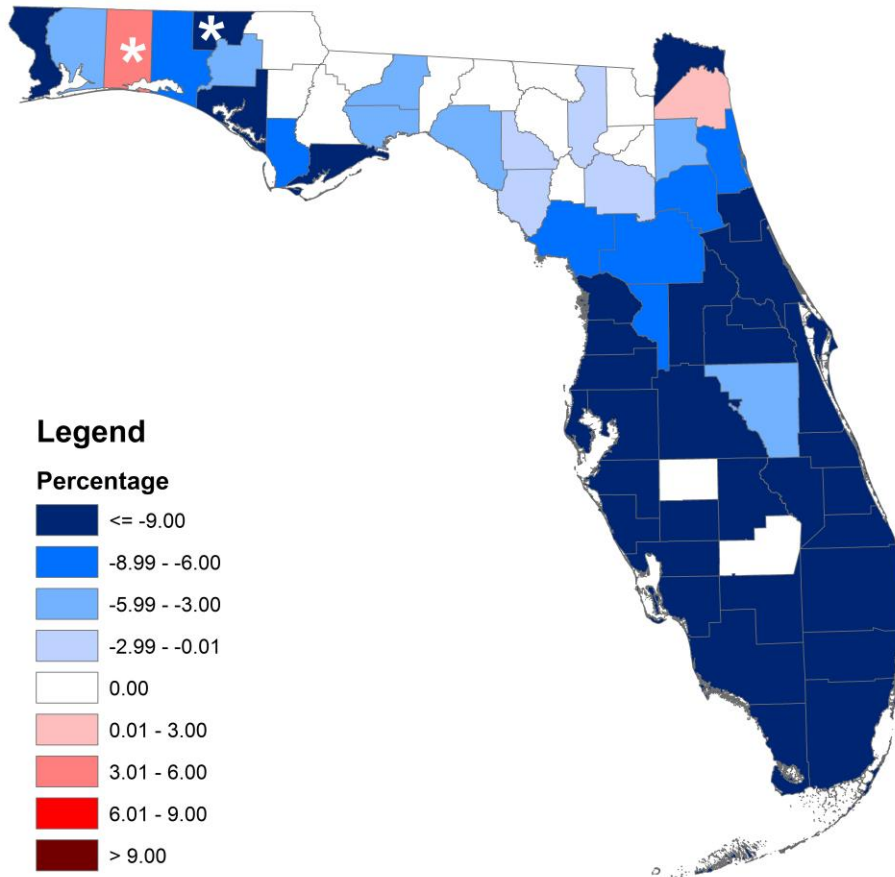 *
*
Legend
Percentage
<= -9.00
-8.99 - -6.00
-5.99 - -3.00
-2.99 - -0.01
0.00
0.01 - 3.00
3.01 - 6.00
6.01 - 9.00
> 9.00